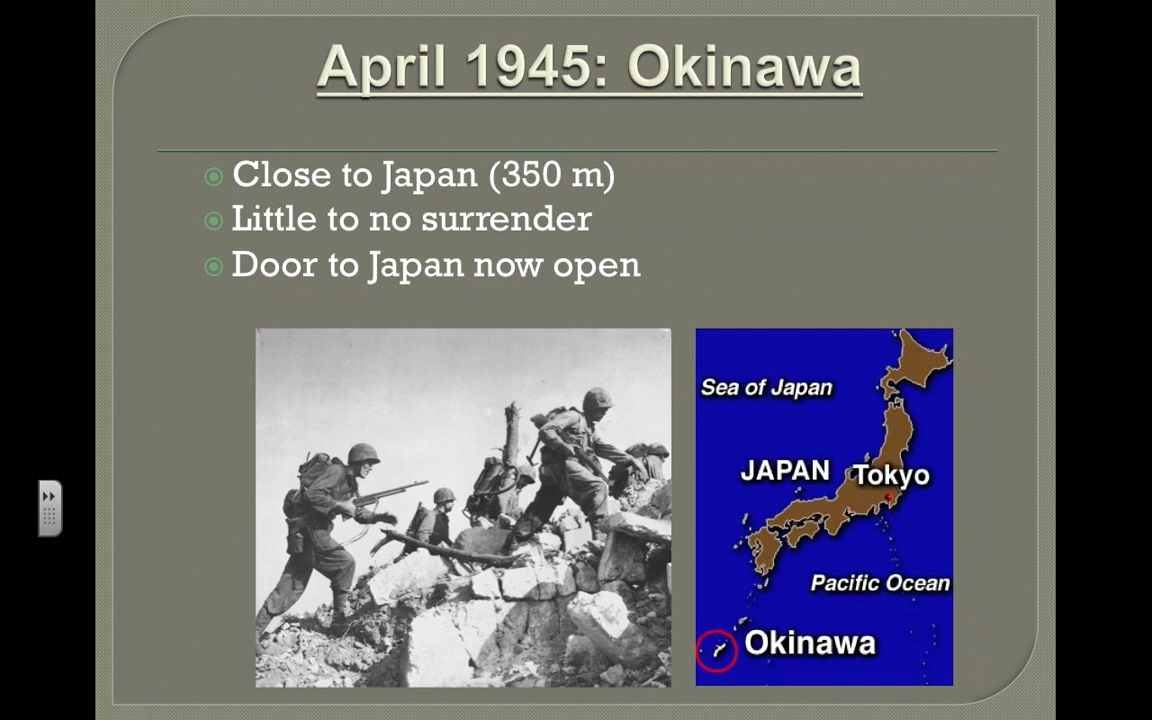 April 1945: Okinawa
Close to Japan (350 m)
Little to no surrender
Door to Japan now open
Sea of Japan
JAPAN
Tokyo
Pacific Ocean
Okinawa